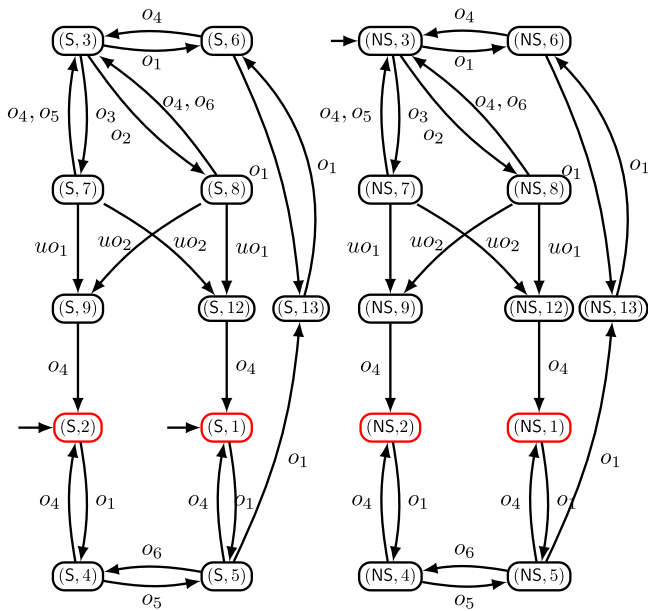 o4 o4
(S, 3) (S, 6) (NS, 3) (NS, 6)
o1 o1
o4, o5 o3 o4, o6 o4, o5 o3 o4, o6
o2 o2
o1 o1 o1 o1
(S, 7) (S, 8) (NS, 7) (NS, 8)
uo1 uo2 uo2 uo1 uo1 uo2 uo2 uo1
(S, 9) (S, 12) (S, 13) (NS, 9) (NS, 12) (NS, 13)
o4 o4 o4 o4
(S,2) (S, 1) (NS,2) (NS, 1)
o1 o1
o4 o1 o4 o1 o4 o1 o4 o1
o6 o6
(S, 4) (S, 5) (NS, 4) (NS, 5)
o5 o5